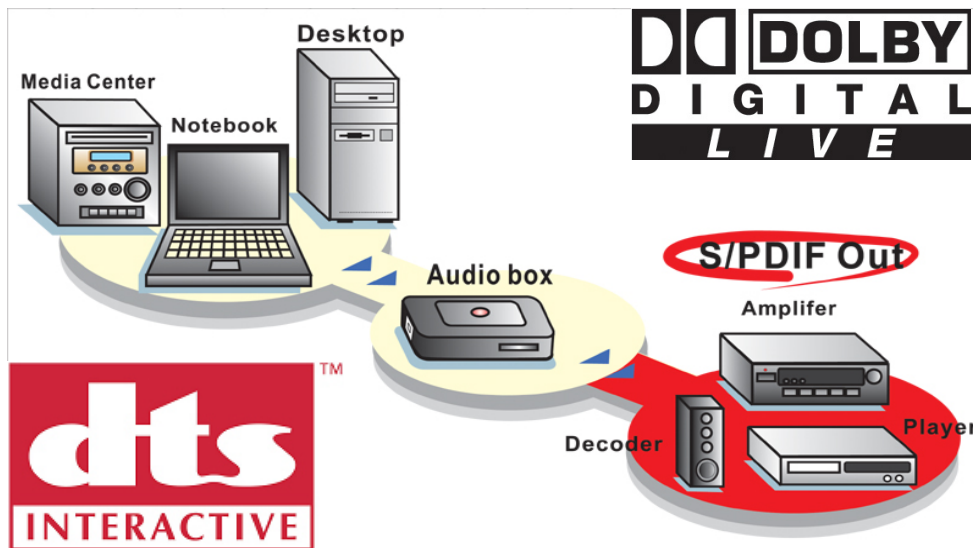 Desktop
Media Center
Notebook
DOLBY
DIGITAL
LIVE
S/PDIF Out
Audio box
Amplifer
TM
dts
INTERACTIVE
Decoder
Player